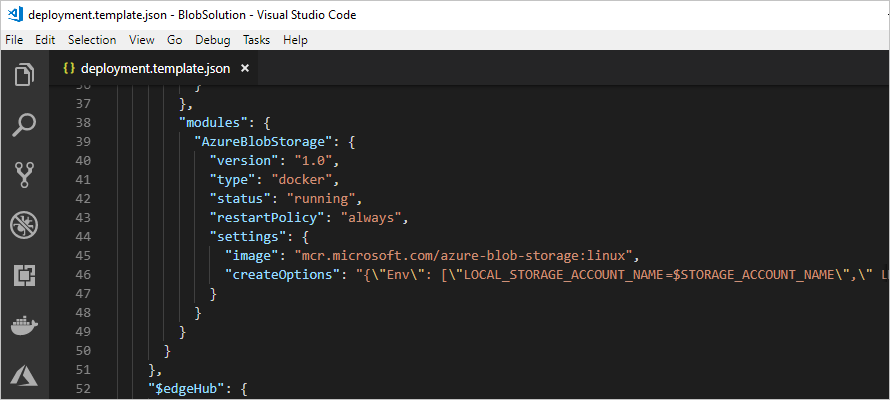 deployment.template.json - BlobSolution - Visual Studio Code
File Edit Selection View Go Debug Tasks Help
{} deployment.template.json ×
36 }
37 },
38 "modules": {
39 "AzureBlobStorage": {
40 "version": "1.0",
41 "type": "docker",
42 "status": "running",
43 "restartPolicy": "always",
44 "settings": {
45 "image": "mcr.microsoft.com/azure-blob-storage:linux",
46 "createOptions": "{\"Env\": [\"LOCAL_STORAGE_ACCOUNT_NAME=$STORAGE_ACCOUNT_NAME\",\"
47 }
48 }
49 }
50 }
51 },
52 "$edgeHub": {